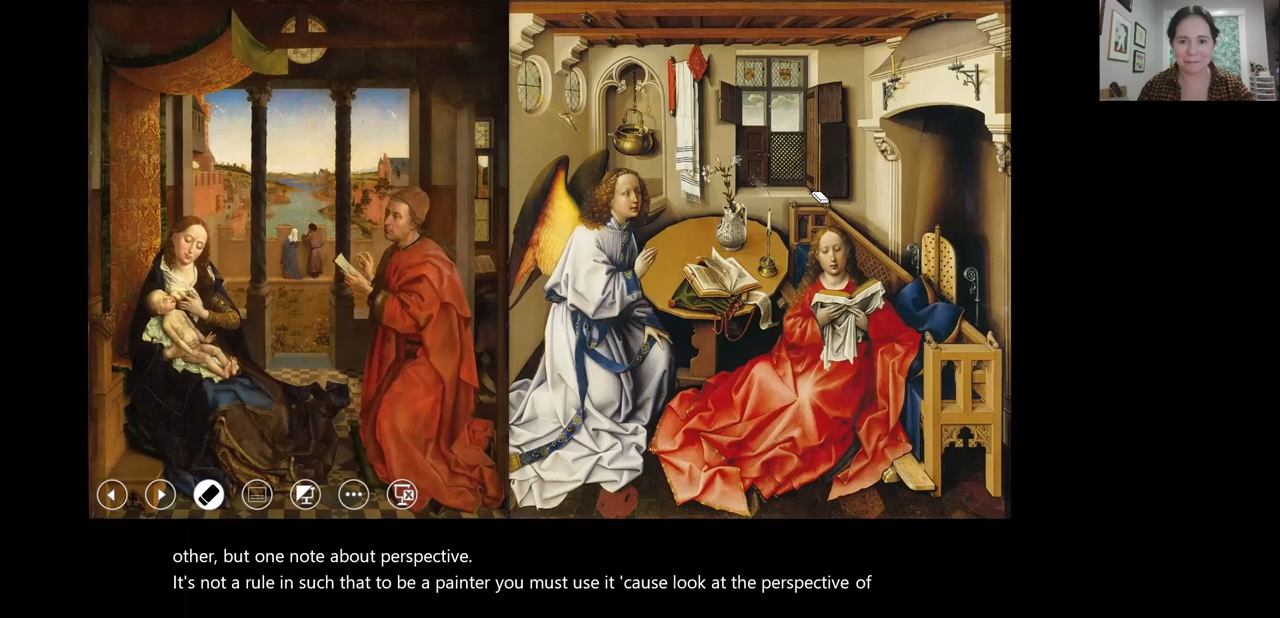 other, but one note about perspective.
It's not a rule in such that to be a painter you must use it 'cause look at the perspective of